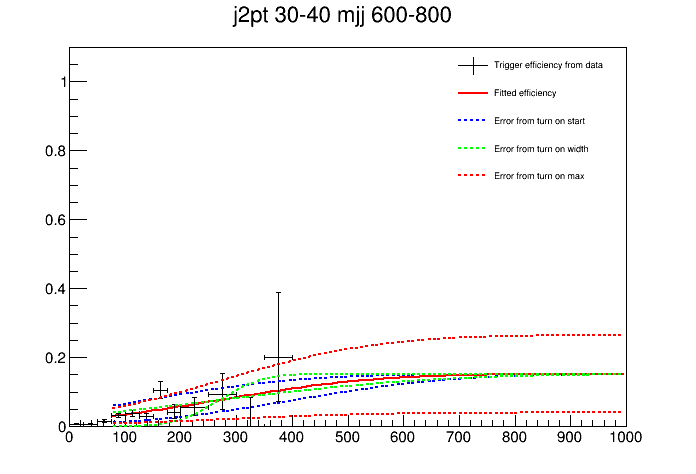 j2pt 30-40 mjj 600-800
1
0.8
0.6
0.4
0.2
0
Trigger efficiency from data
Fitted efficiency
Error from turn on start
Error from turn on width
Error from turn on max
0 100 200 300 400 500 600 700 800 900 1000